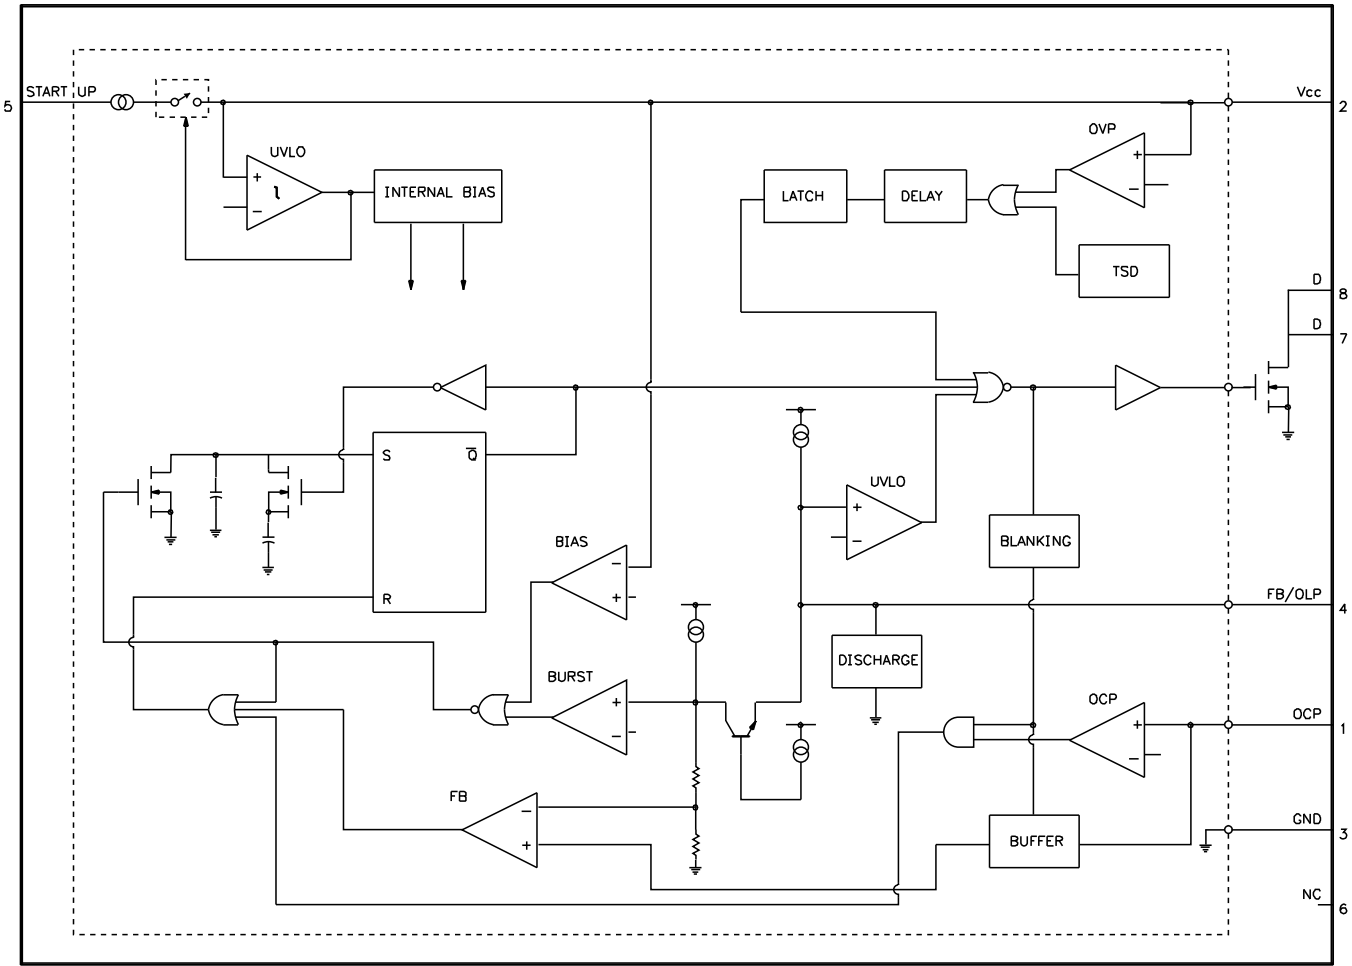 START UP
5
Vcc
2
OVP
UVLO
+
−
INTERNAL BIAS
LATCH
DELAY
+
−
TSD
D
8
D
7
S
Q̅
R
UVLO
+
−
BLANKING
BIAS
−
+
FB/OLP
4
DISCHARGE
BURST
+
−
OCP
+
−
OCP
1
FB
−
+
BUFFER
GND
3
NC
6